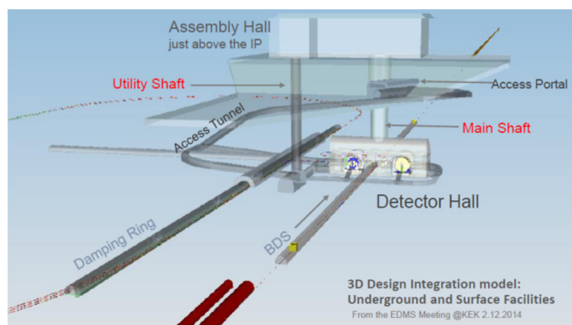 Assembly Hall
just above the IP
Utility Shaft
Access Portal
Access Tunnel
Main Shaft
Detector Hall
Damping Ring
BDS
3D Design Integration model:
Underground and Surface Facilities
From the EDMS Meeting @KEK 2.12.2014